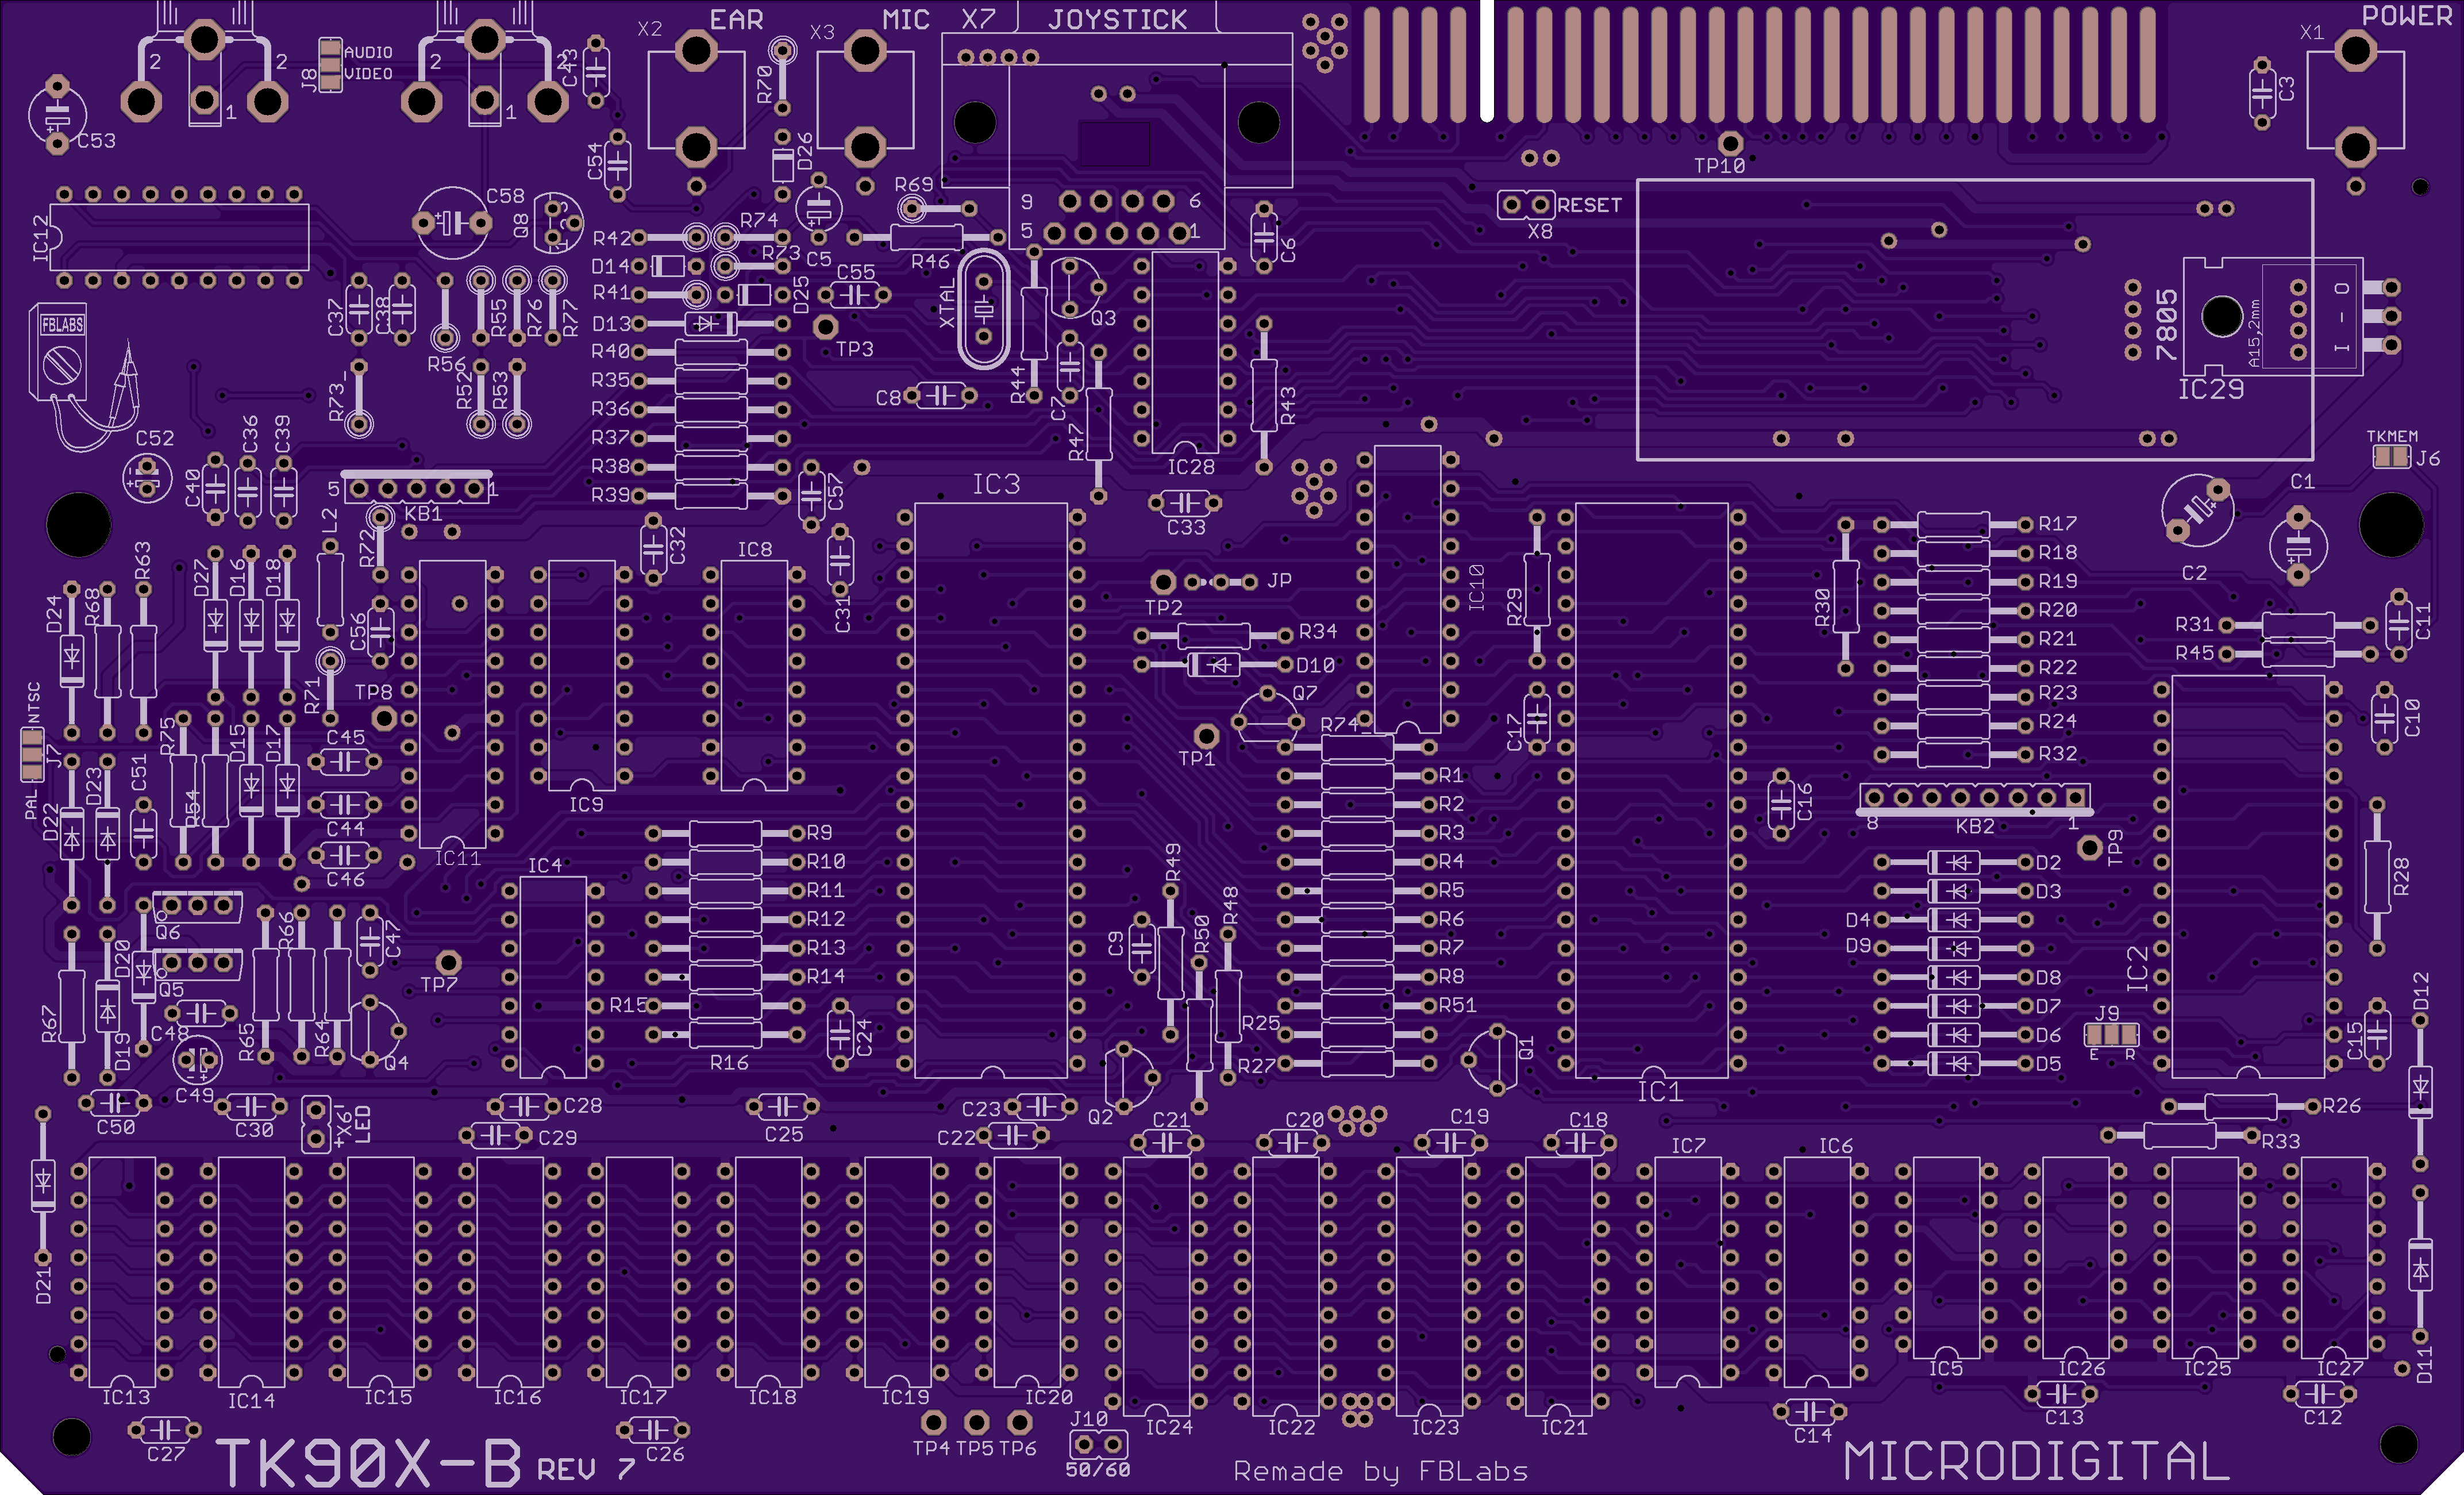 EAR
MIC
X7
JOYSTICK
POWER
X2
X3
X1
AUDIO
VIDEO
J8
2
2
1
2
2
1
C43
R70
C3
C53
C54
D26
TP10
R69
9
6
5
1
RESET
X8
C58
Q8
IC12
R42
R74
R73
D14
R41
D25
D13
C5
R46
C55
XTAL
C6
Q3
TP3
7805
A15,2mm
O
-
I
IC29
FBLABS
C37
C38
R55
R76
R77
R56
R73_
R52
R53
R40
R35
R36
R37
R38
R39
C8
R44
C7
R47
R43
IC28
C33
TKMEM
J6
C52
C40
C36
C39
5
1
KB1
C57
IC3
C1
C2
L2
R72
C32
IC8
C31
R63
D27
D16
D18
D24
R68
C56
TP2
JP
IC10
R29
R30
R17
R18
R19
R20
R21
R22
R23
R24
R32
C11
R31
R45
R34
D10
Q7
R71
TP8
NTSC
J7
PAL
R75
D15
D17
C45
C44
C46
C51
D22
D23
R54
IC11
IC9
TP1
R74_
R1
R2
R3
R4
R5
R6
R7
R8
R51
C17
C16
C10
8
KB2
1
TP9
R28
IC4
R9
R10
R11
R12
R13
R14
R15
R16
R49
R48
R50
C9
R25
R27
D2
D3
D4
D9
D8
D7
D6
D5
IC2
J9
E
R
D12
C15
Q6
Q5
D20
D19
R67
C48
C49
R66
R65
R64
C47
Q4
TP7
C24
Q2
Q1
IC1
C50
C30
+X6-
LED
C28
C29
C25
C23
C22
C21
C20
C19
C18
IC7
IC6
R26
R33
D21
D11
IC13
IC14
IC15
IC16
IC17
IC18
IC19
IC20
IC24
IC22
IC23
IC21
IC5
IC26
IC25
IC27
C27
C26
TP4
TP5
TP6
J10
50/60
C14
C13
C12
TK90X-B REV 7
Remade by FBLabs
MICRODIGITAL